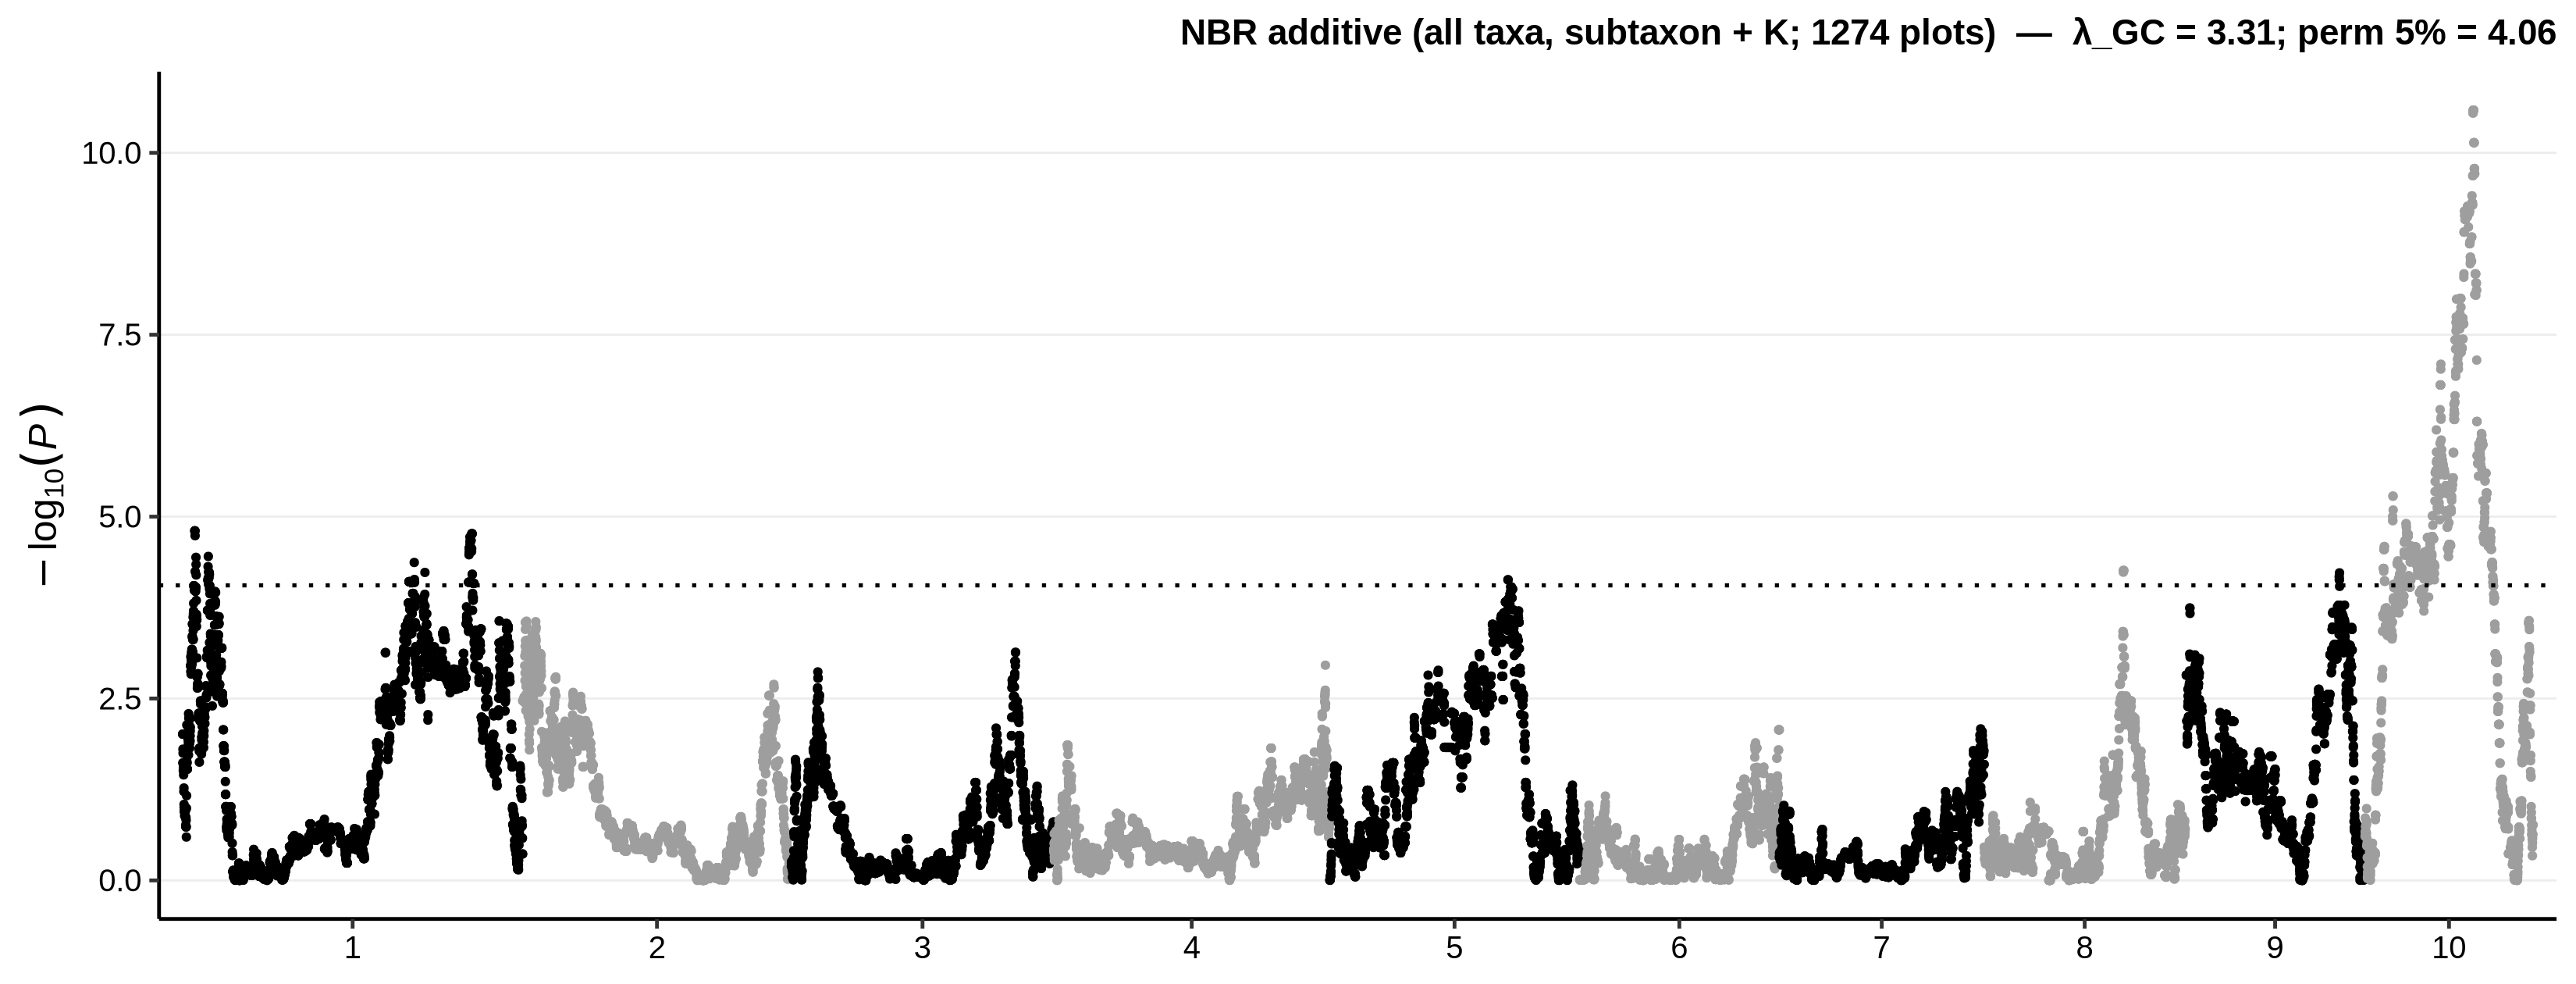 NBR additive (all taxa, subtaxon + K; 1274 plots) — λ_GC = 3.31; perm 5% = 4.06
− log₁₀(P)
10.0
7.5
5.0
2.5
0.0
1 2 3 4 5 6 7 8 9 10